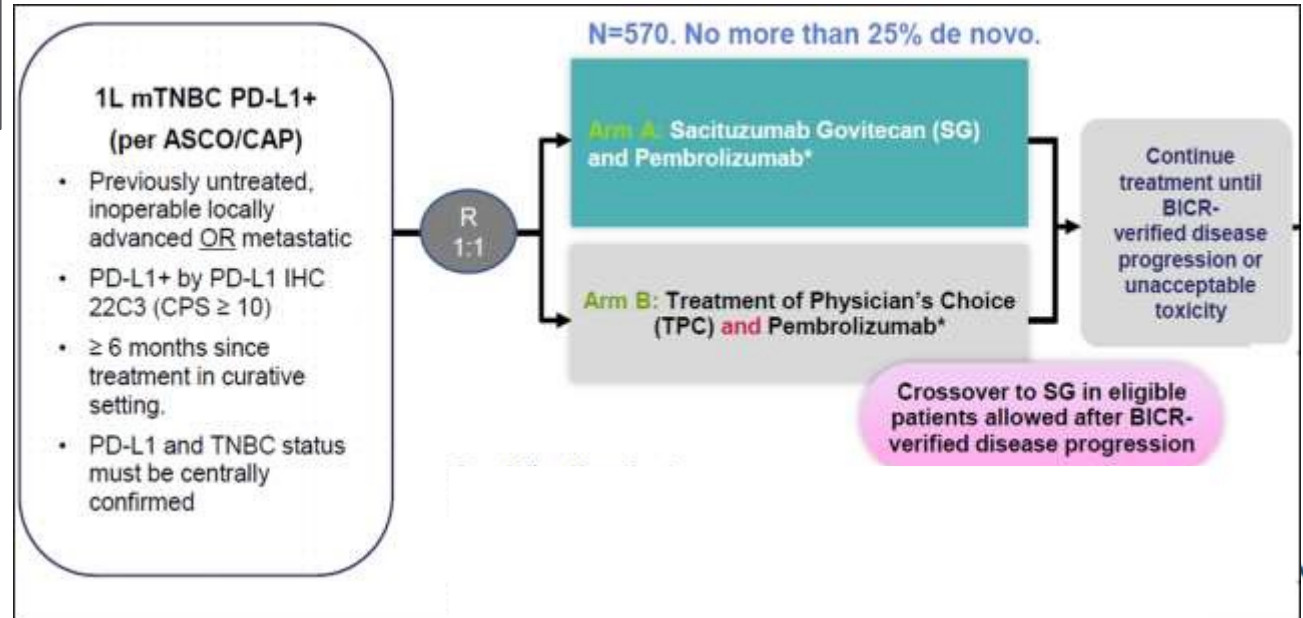 N=570. No more than 25% de novo.
1L mTNBC PD-L1+
(per ASCO/CAP)
• Previously untreated,
inoperable locally
advanced OR metastatic
• PD-L1+ by PD-L1 IHC
22C3 (CPS ≥ 10)
• ≥ 6 months since
treatment in curative
setting.
• PD-L1 and TNBC status
must be centrally
confirmed
R
1:1
Arm A: Sacituzumab Govitecan (SG)
and Pembrolizumab*
Arm B: Treatment of Physician's Choice
(TPC) and Pembrolizumab*
Continue
treatment until
BICR-
verified disease
progression or
unacceptable
toxicity
Crossover to SG in eligible
patients allowed after BICR-
verified disease progression